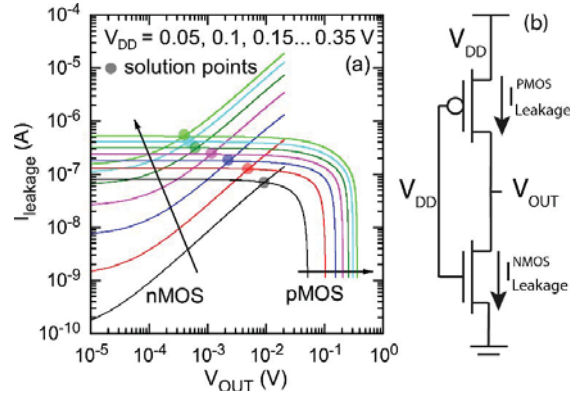 V_DD = 0.05, 0.1, 0.15... 0.35 V
solution points
(a)
10^-4
10^-5
10^-6
10^-7
10^-8
10^-9
10^-10
I_leakage (A)
nMOS
pMOS
10^-5
10^-4
10^-3
10^-2
10^-1
10^0
V_OUT (V)
(b)
V_DD
I^PMOS_Leakage
V_DD
V_OUT
I^NMOS_Leakage